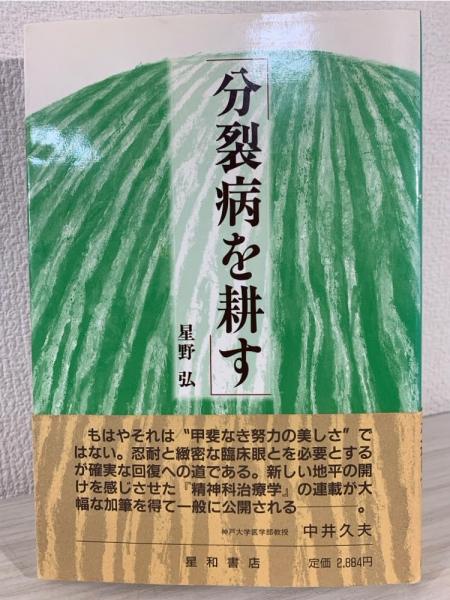 「分裂病を耕す」
星野 弘
もはやそれは〝甲斐なき努力の美しさ〟で
はない。忍耐と緻密な臨床眼とを必要とする
が確実な回復への道である。新しい地平の開
けを感じさせた『精神科治療学』の連載が大
幅な加筆を得て一般に公開される――。
神戸大学医学部教授 中井久夫
星和書店 定価 2,884円